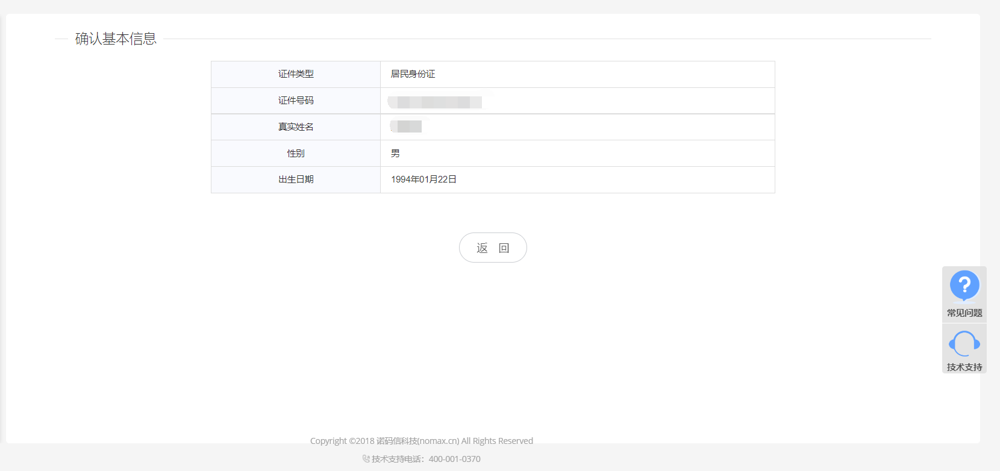 确认基本信息
证件类型 居民身份证
证件号码
真实姓名
性别 男
出生日期 1994年01月22日
返 回
常见问题
技术支持
Copyright ©2018 诺码信科技(nomax.cn) All Rights Reserved
技术支持电话：400-001-0370